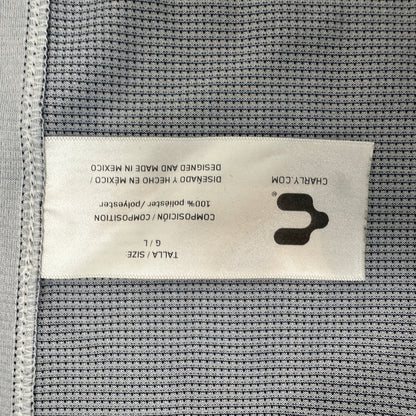 TALLA / SIZE:
G / L
COMPOSICIÓN / COMPOSITION
100% poliéster /polyester
DISEÑADO Y HECHO EN MÉXICO /
DESIGNED AND MADE IN MEXICO
®
CHARLY.COM